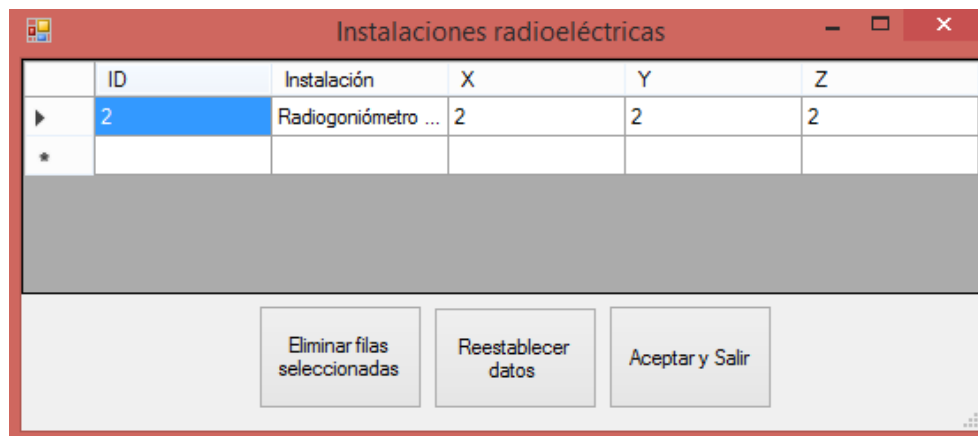 Instalaciones radioeléctricas
ID Instalación X Y Z
2 Radiogoniómetro ... 2 2 2
Eliminar filas
seleccionadas
Reestablecer
datos
Aceptar y Salir